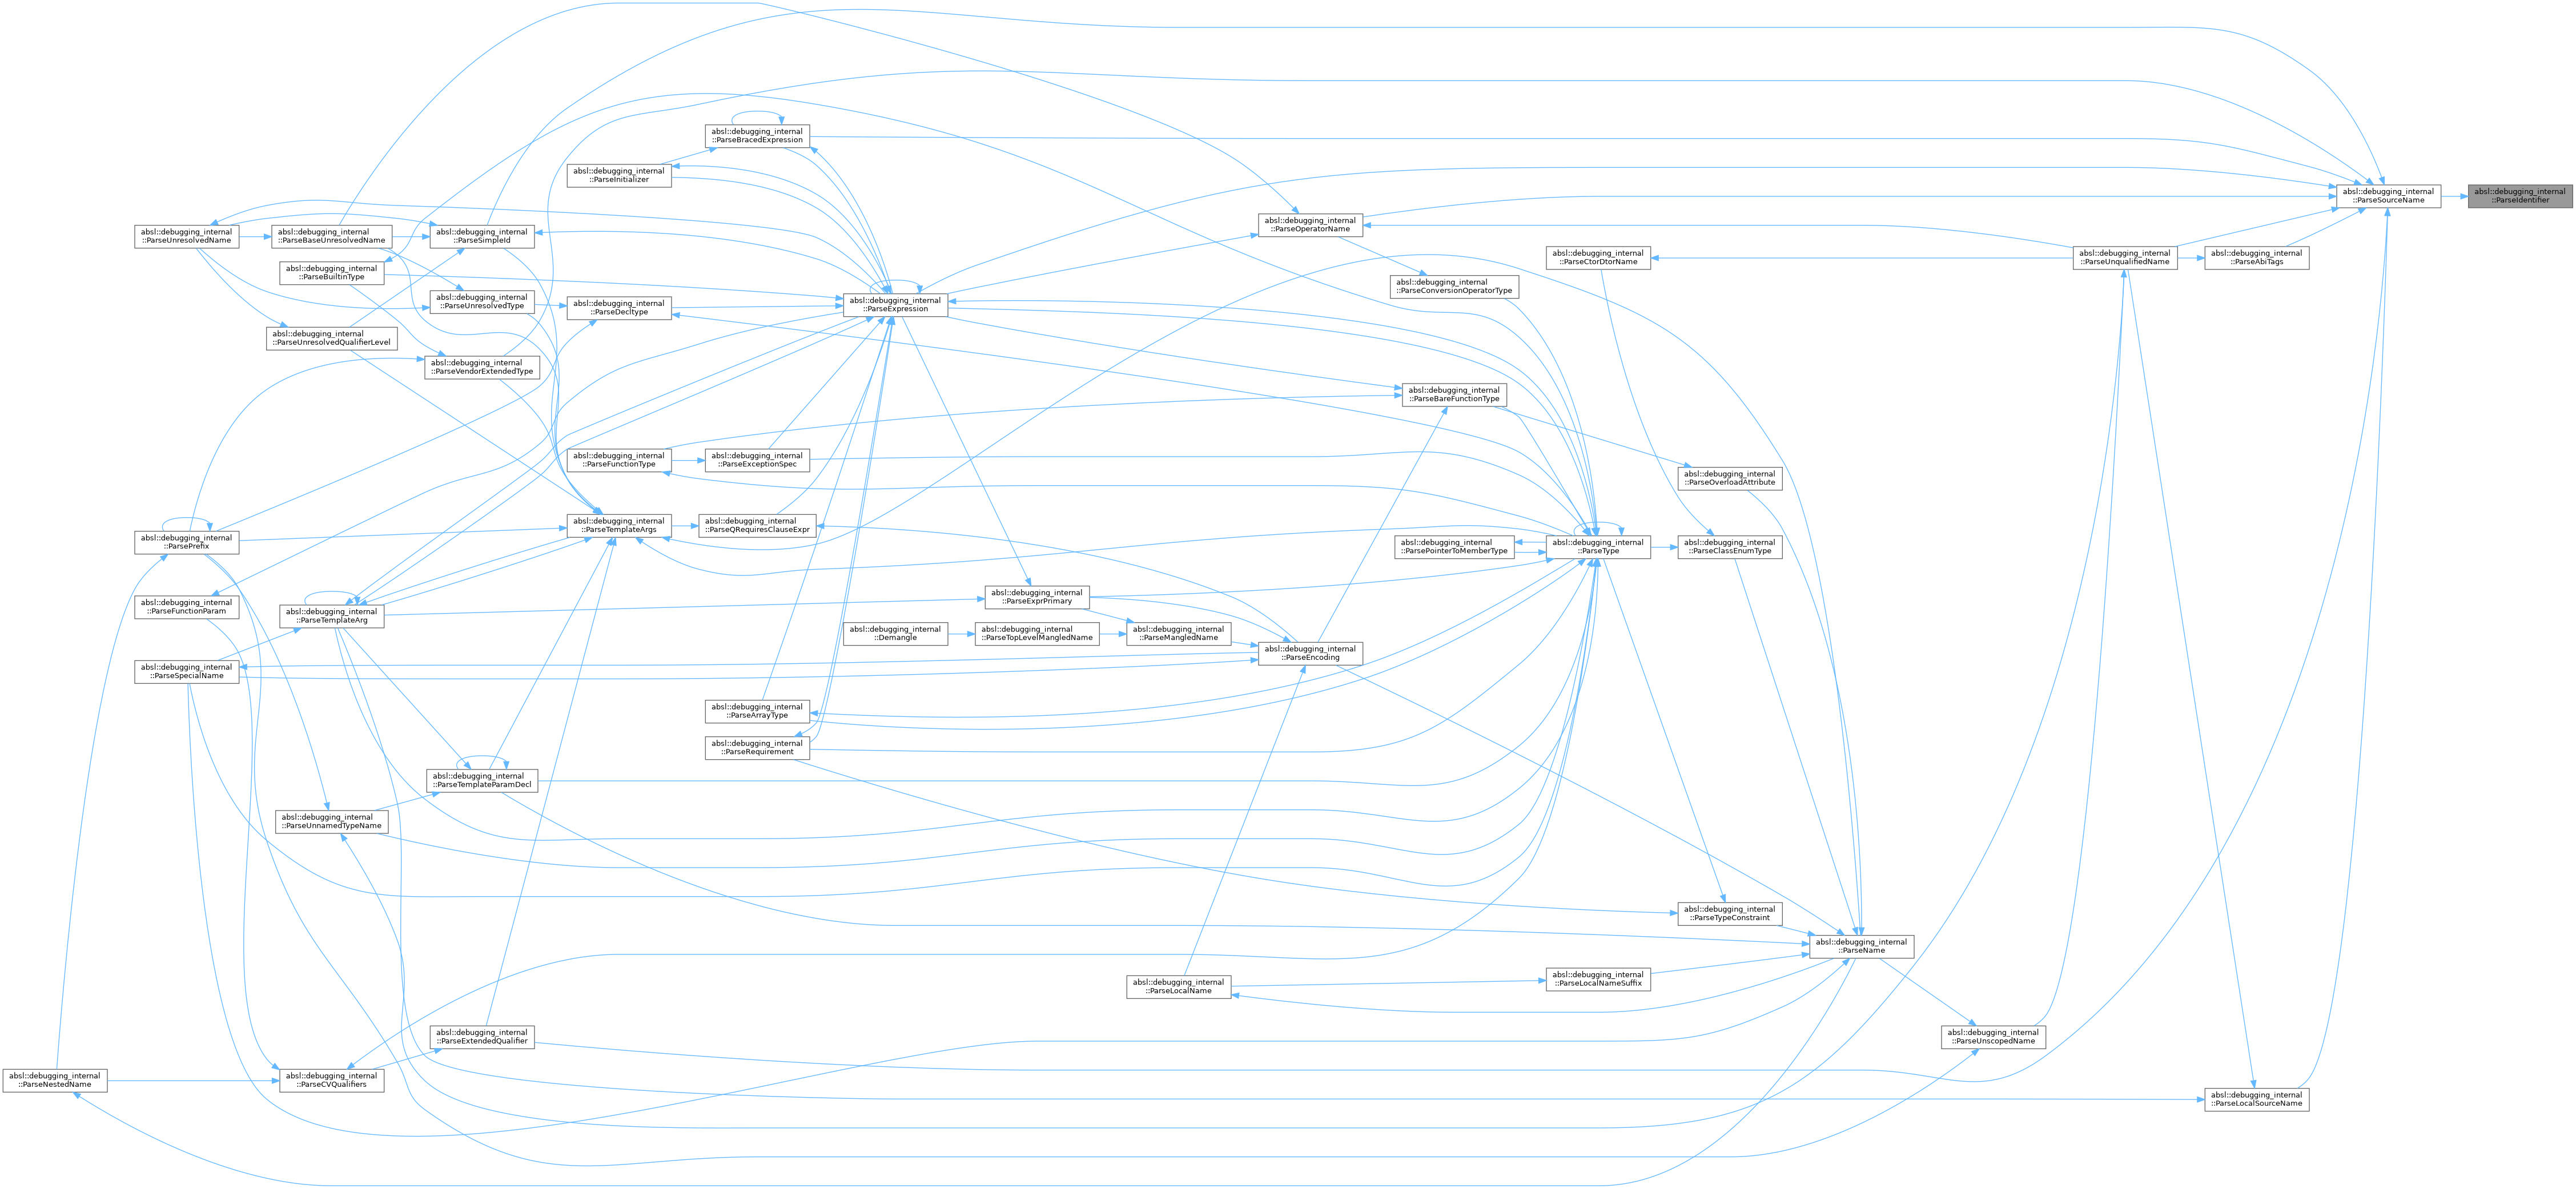 absl::debugging_internal
::ParseBracedExpression
absl::debugging_internal
::ParseInitializer
absl::debugging_internal
::ParseSourceName
absl::debugging_internal
::ParseIdentifier
absl::debugging_internal
::ParseOperatorName
absl::debugging_internal
::ParseUnresolvedName
absl::debugging_internal
::ParseBaseUnresolvedName
absl::debugging_internal
::ParseSimpleId
absl::debugging_internal
::ParseCtorDtorName
absl::debugging_internal
::ParseUnqualifiedName
absl::debugging_internal
::ParseAbiTags
absl::debugging_internal
::ParseBuiltinType
absl::debugging_internal
::ParseConversionOperatorType
absl::debugging_internal
::ParseUnresolvedType
absl::debugging_internal
::ParseDecltype
absl::debugging_internal
::ParseExpression
absl::debugging_internal
::ParseUnresolvedQualifierLevel
absl::debugging_internal
::ParseVendorExtendedType
absl::debugging_internal
::ParseBareFunctionType
absl::debugging_internal
::ParseFunctionType
absl::debugging_internal
::ParseExceptionSpec
absl::debugging_internal
::ParseOverloadAttribute
absl::debugging_internal
::ParseTemplateArgs
absl::debugging_internal
::ParseQRequiresClauseExpr
absl::debugging_internal
::ParsePrefix
absl::debugging_internal
::ParsePointerToMemberType
absl::debugging_internal
::ParseType
absl::debugging_internal
::ParseClassEnumType
absl::debugging_internal
::ParseFunctionParam
absl::debugging_internal
::ParseTemplateArg
absl::debugging_internal
::ParseExprPrimary
absl::debugging_internal
::Demangle
absl::debugging_internal
::ParseTopLevelMangledName
absl::debugging_internal
::ParseMangledName
absl::debugging_internal
::ParseEncoding
absl::debugging_internal
::ParseSpecialName
absl::debugging_internal
::ParseArrayType
absl::debugging_internal
::ParseRequirement
absl::debugging_internal
::ParseTemplateParamDecl
absl::debugging_internal
::ParseUnnamedTypeName
absl::debugging_internal
::ParseTypeConstraint
absl::debugging_internal
::ParseName
absl::debugging_internal
::ParseLocalName
absl::debugging_internal
::ParseLocalNameSuffix
absl::debugging_internal
::ParseExtendedQualifier
absl::debugging_internal
::ParseUnscopedName
absl::debugging_internal
::ParseNestedName
absl::debugging_internal
::ParseCVQualifiers
absl::debugging_internal
::ParseLocalSourceName